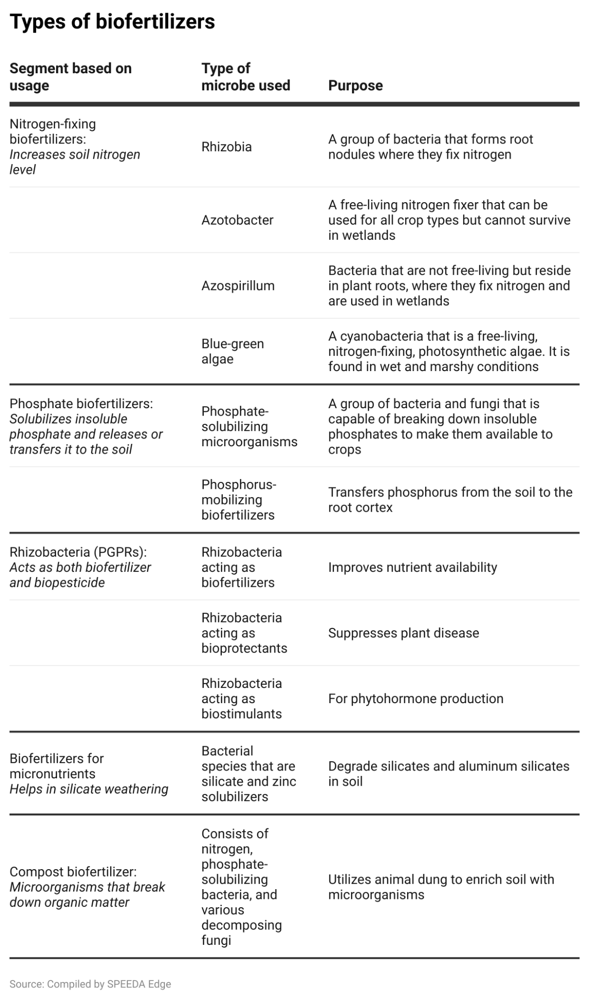 Types of biofertilizers
Segment based on
usage
Type of
microbe used
Purpose
Nitrogen-fixing
biofertilizers:
Increases soil nitrogen
level
Rhizobia
A group of bacteria that forms root
nodules where they fix nitrogen
Azotobacter
A free-living nitrogen fixer that can be
used for all crop types but cannot survive
in wetlands
Azospirillum
Bacteria that are not free-living but reside
in plant roots, where they fix nitrogen and
are used in wetlands
Blue-green
algae
A cyanobacteria that is a free-living,
nitrogen-fixing, photosynthetic algae. It is
found in wet and marshy conditions
Phosphate biofertilizers:
Solubilizes insoluble
phosphate and releases or
transfers it to the soil
Phosphate-
solubilizing
microorganisms
A group of bacteria and fungi that is
capable of breaking down insoluble
phosphates to make them available to
crops
Phosphorus-
mobilizing
biofertilizers
Transfers phosphorus from the soil to the
root cortex
Rhizobacteria (PGPRs):
Acts as both biofertilizer
and biopesticide
Rhizobacteria
acting as
biofertilizers
Improves nutrient availability
Rhizobacteria
acting as
bioprotectants
Suppresses plant disease
Rhizobacteria
acting as
biostimulants
For phytohormone production
Biofertilizers for
micronutrients
Helps in silicate weathering
Bacterial
species that are
silicate and zinc
solubilizers
Degrade silicates and aluminum silicates
in soil
Compost biofertilizer:
Microorganisms that break
down organic matter
Consists of
nitrogen,
phosphate-
solubilizing
bacteria, and
various
decomposing
fungi
Utilizes animal dung to enrich soil with
microorganisms
Source: Compiled by SPEEDA Edge